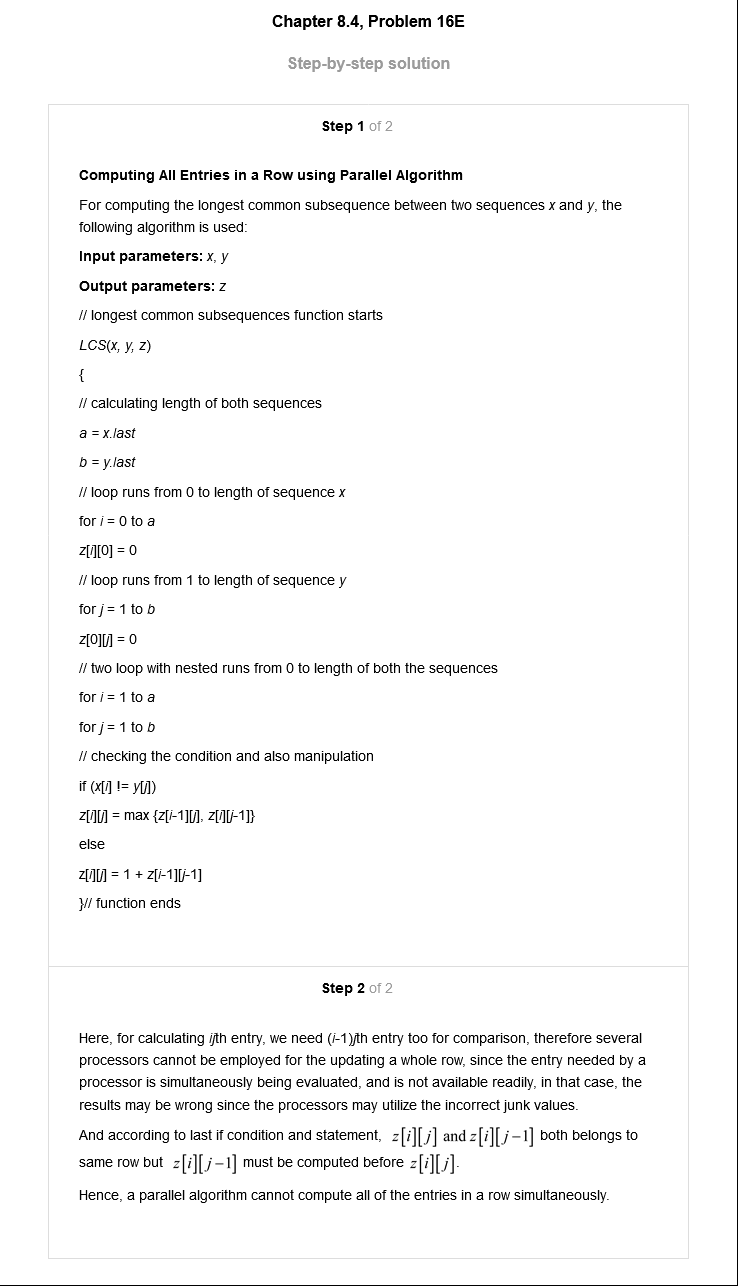 Chapter 8.4, Problem 16E
Step-by-step solution
Step 1 of 2
Computing All Entries in a Row using Parallel Algorithm
For computing the longest common subsequence between two sequences x and y, the
following algorithm is used:
Input parameters: x, y
Output parameters: z
// longest common subsequences function starts
LCS(x, y, z)
{
// calculating length of both sequences
a = x.last
b = y.last
// loop runs from 0 to length of sequence x
for i = 0 to a
z[i][0] = 0
// loop runs from 1 to length of sequence y
for j = 1 to b
z[0][j] = 0
// two loop with nested runs from 0 to length of both the sequences
for i = 1 to a
for j = 1 to b
// checking the condition and also manipulation
if (x[i] != y[j])
z[i][j] = max {z[i-1][j], z[i][j-1]}
else
z[i][j] = 1 + z[i-1][j-1]
}// function ends
Step 2 of 2
Here, for calculating ijth entry, we need (i-1)jth entry too for comparison, therefore several
processors cannot be employed for the updating a whole row, since the entry needed by a
processor is simultaneously being evaluated, and is not available readily, in that case, the
results may be wrong since the processors may utilize the incorrect junk values.
And according to last if condition and statement, z[i][j] and z[i][j-1] both belongs to
same row but z[i][j-1] must be computed before z[i][j].
Hence, a parallel algorithm cannot compute all of the entries in a row simultaneously.